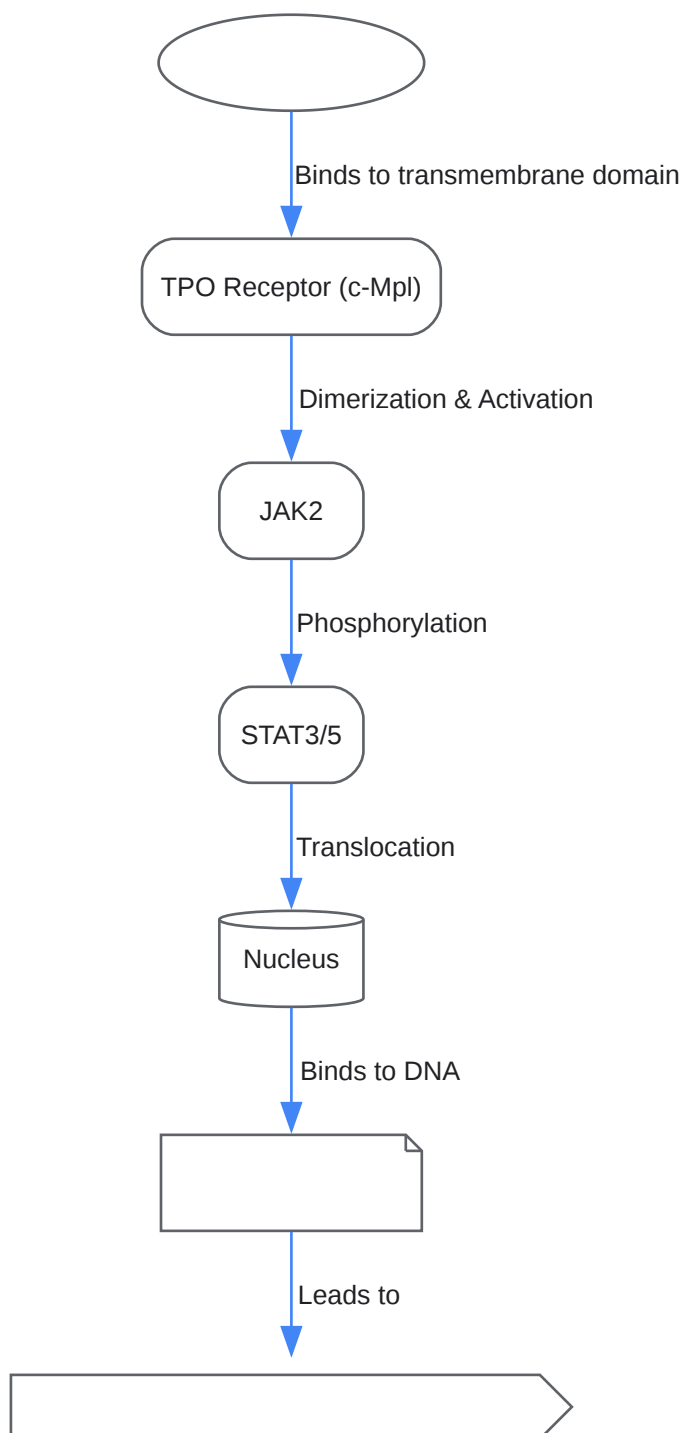 Binds to transmembrane domain
TPO Receptor (c-Mpl)
Dimerization & Activation
JAK2
Phosphorylation
STAT3/5
Translocation
Nucleus
Binds to DNA
Leads to